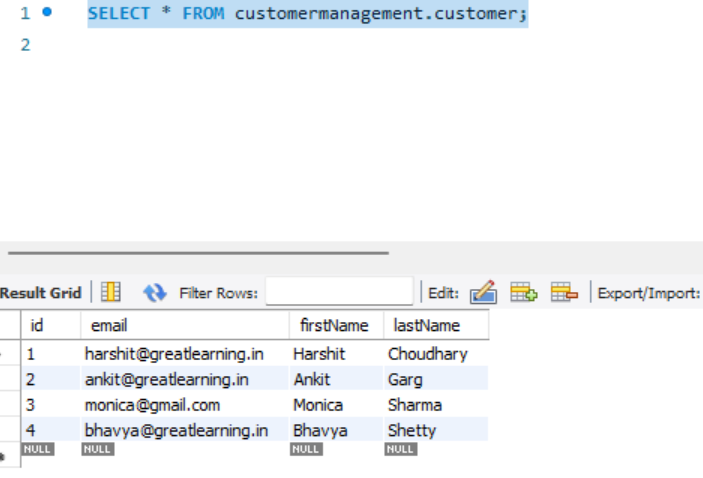 1 SELECT * FROM customermanagement.customer;
2
Result Grid Filter Rows: Edit: Export/Import:
id email firstName lastName
1 harshit@greatlearning.in Harshit Choudhary
2 ankit@greatlearning.in Ankit Garg
3 monica@gmail.com Monica Sharma
4 bhavya@greatlearning.in Bhavya Shetty
NULL NULL NULL NULL